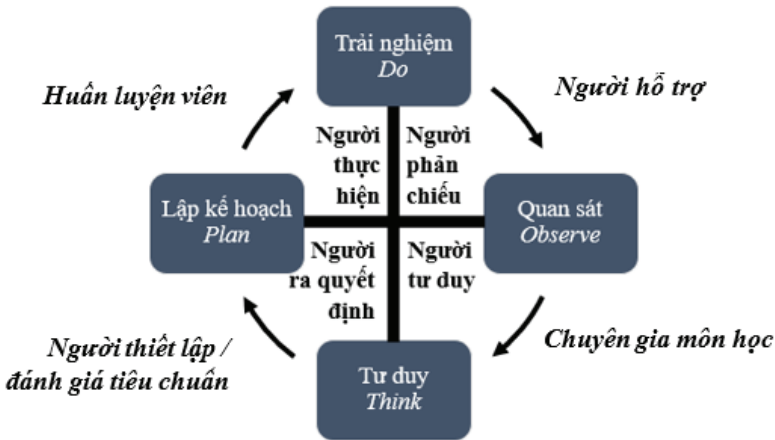 Trải nghiệm
Do
Huấn luyện viên
Người hỗ trợ
Người
thực
hiện
Người
phản
chiếu
Lập kế hoạch
Plan
Quan sát
Observe
Người
ra quyết
định
Người
tư duy
Người thiết lập /
đánh giá tiêu chuẩn
Chuyên gia môn học
Tư duy
Think